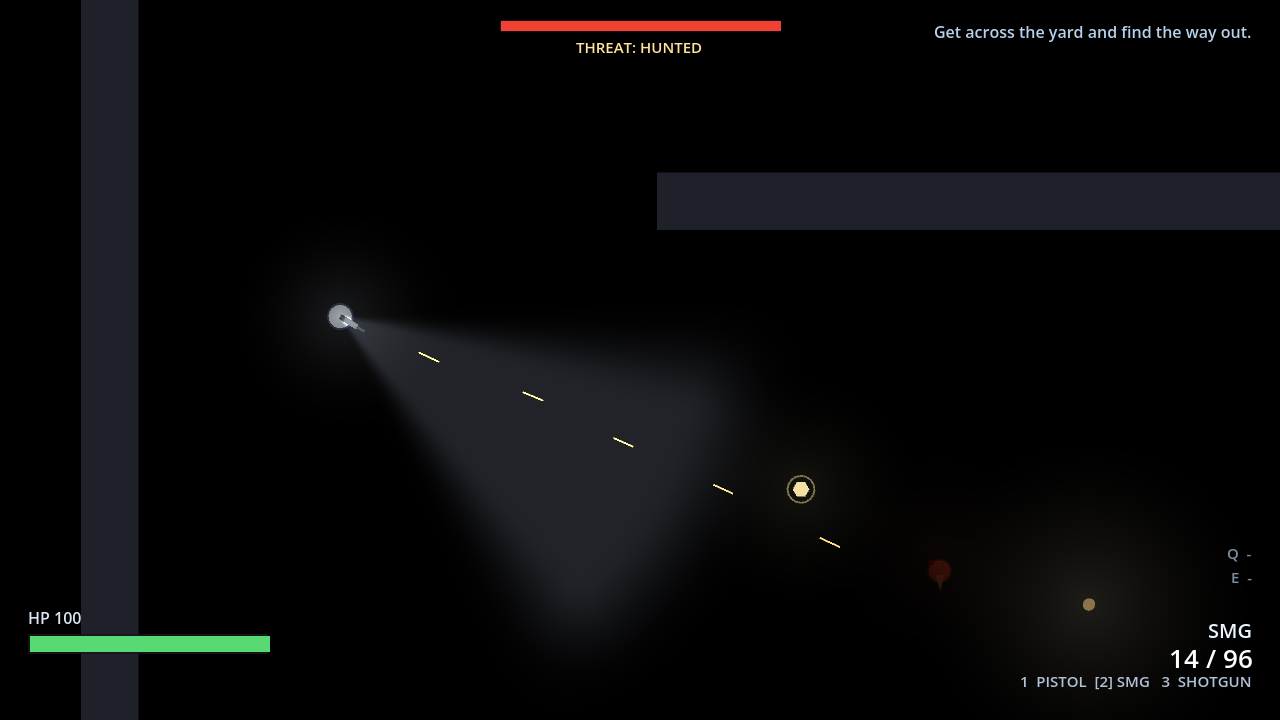 THREAT: HUNTED
Get across the yard and find the way out.
HP 100
Q -
E -
SMG
14 / 96
1 PISTOL [2] SMG 3 SHOTGUN